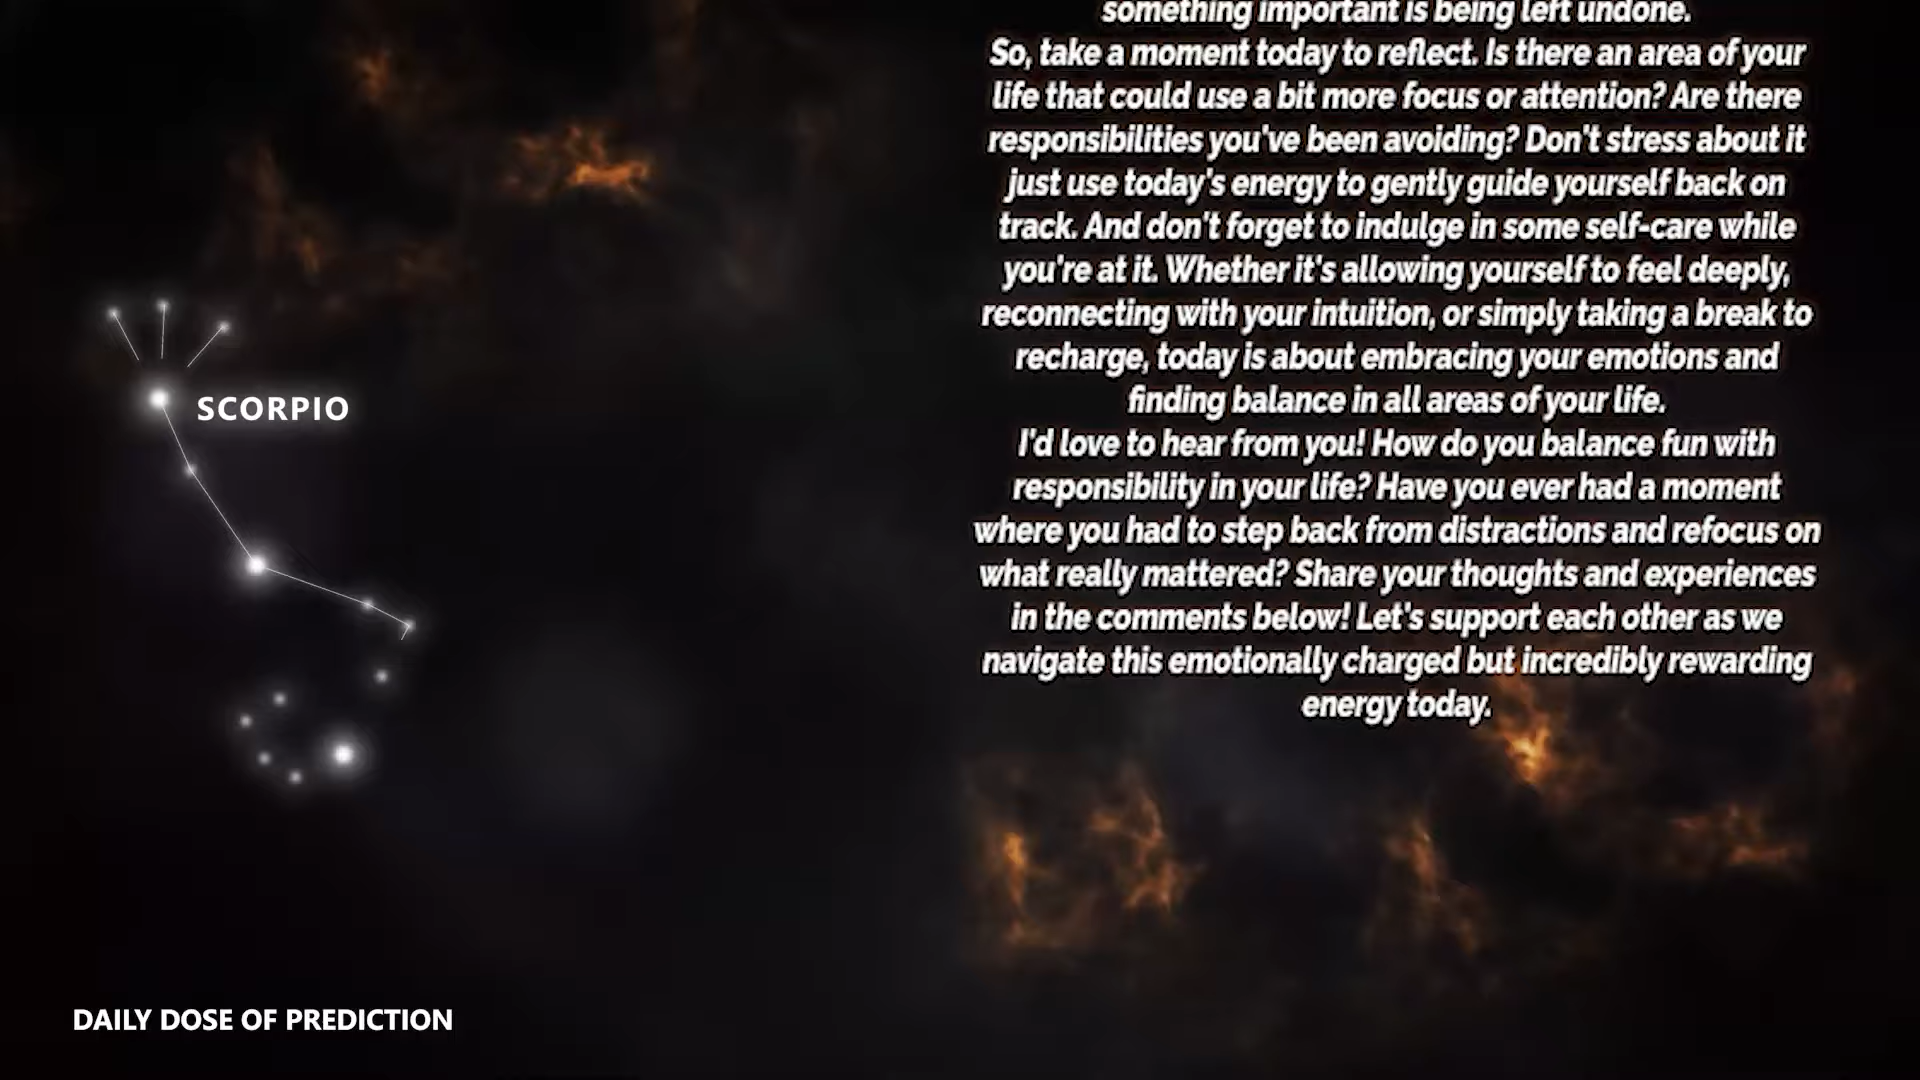 something important is being left undone.
So, take a moment today to reflect. Is there an area of your
life that could use a bit more focus or attention? Are there
responsibilities you've been avoiding? Don't stress about it
just use today's energy to gently guide yourself back on
track. And don't forget to indulge in some self-care while
you're at it. Whether it's allowing yourself to feel deeply,
reconnecting with your intuition, or simply taking a break to
recharge, today is about embracing your emotions and
finding balance in all areas of your life.
I'd love to hear from you! How do you balance fun with
responsibility in your life? Have you ever had a moment
where you had to step back from distractions and refocus on
what really mattered? Share your thoughts and experiences
in the comments below! Let's support each other as we
navigate this emotionally charged but incredibly rewarding
energy today.
SCORPIO
DAILY DOSE OF PREDICTION